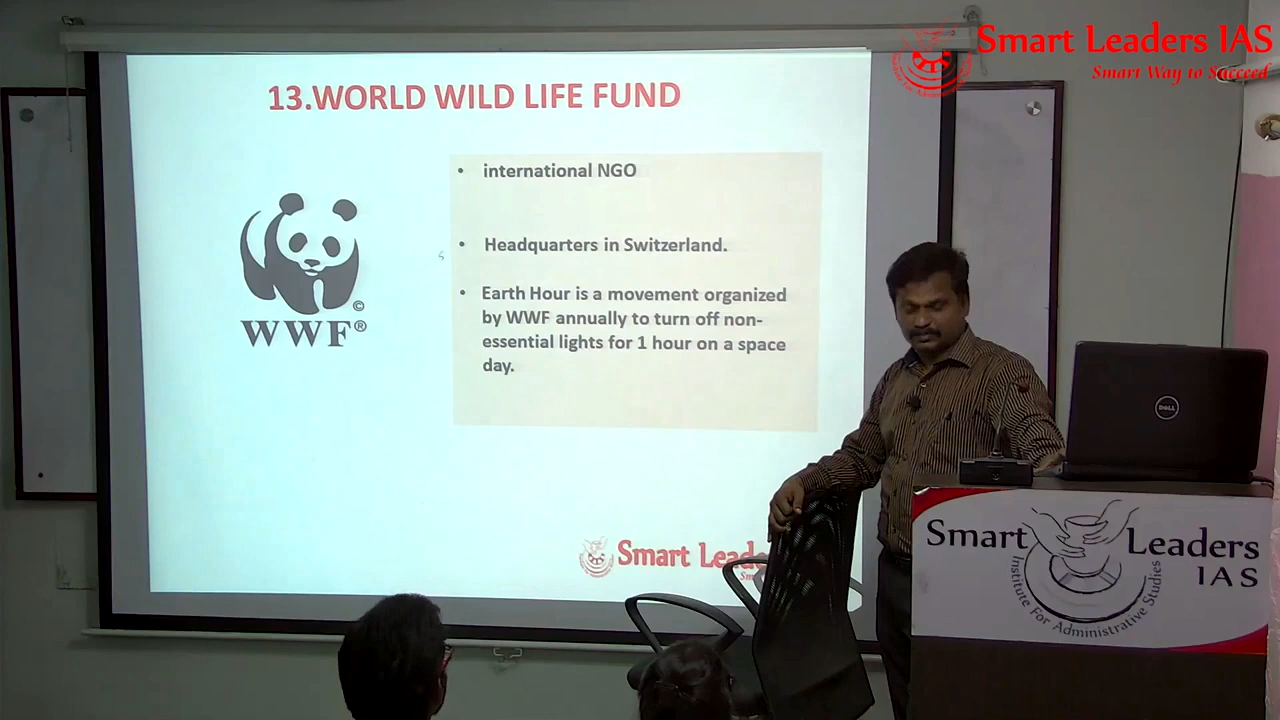 Smart Leaders IAS
Smart Way to Succeed
13.WORLD WILD LIFE FUND
• international NGO
• Headquarters in Switzerland.
• Earth Hour is a movement organized
by WWF annually to turn off non-
essential lights for 1 hour on a space
day.
©
WWF®
Smart
DELL
Smart Leaders
IAS
Institute For Administrative Studies